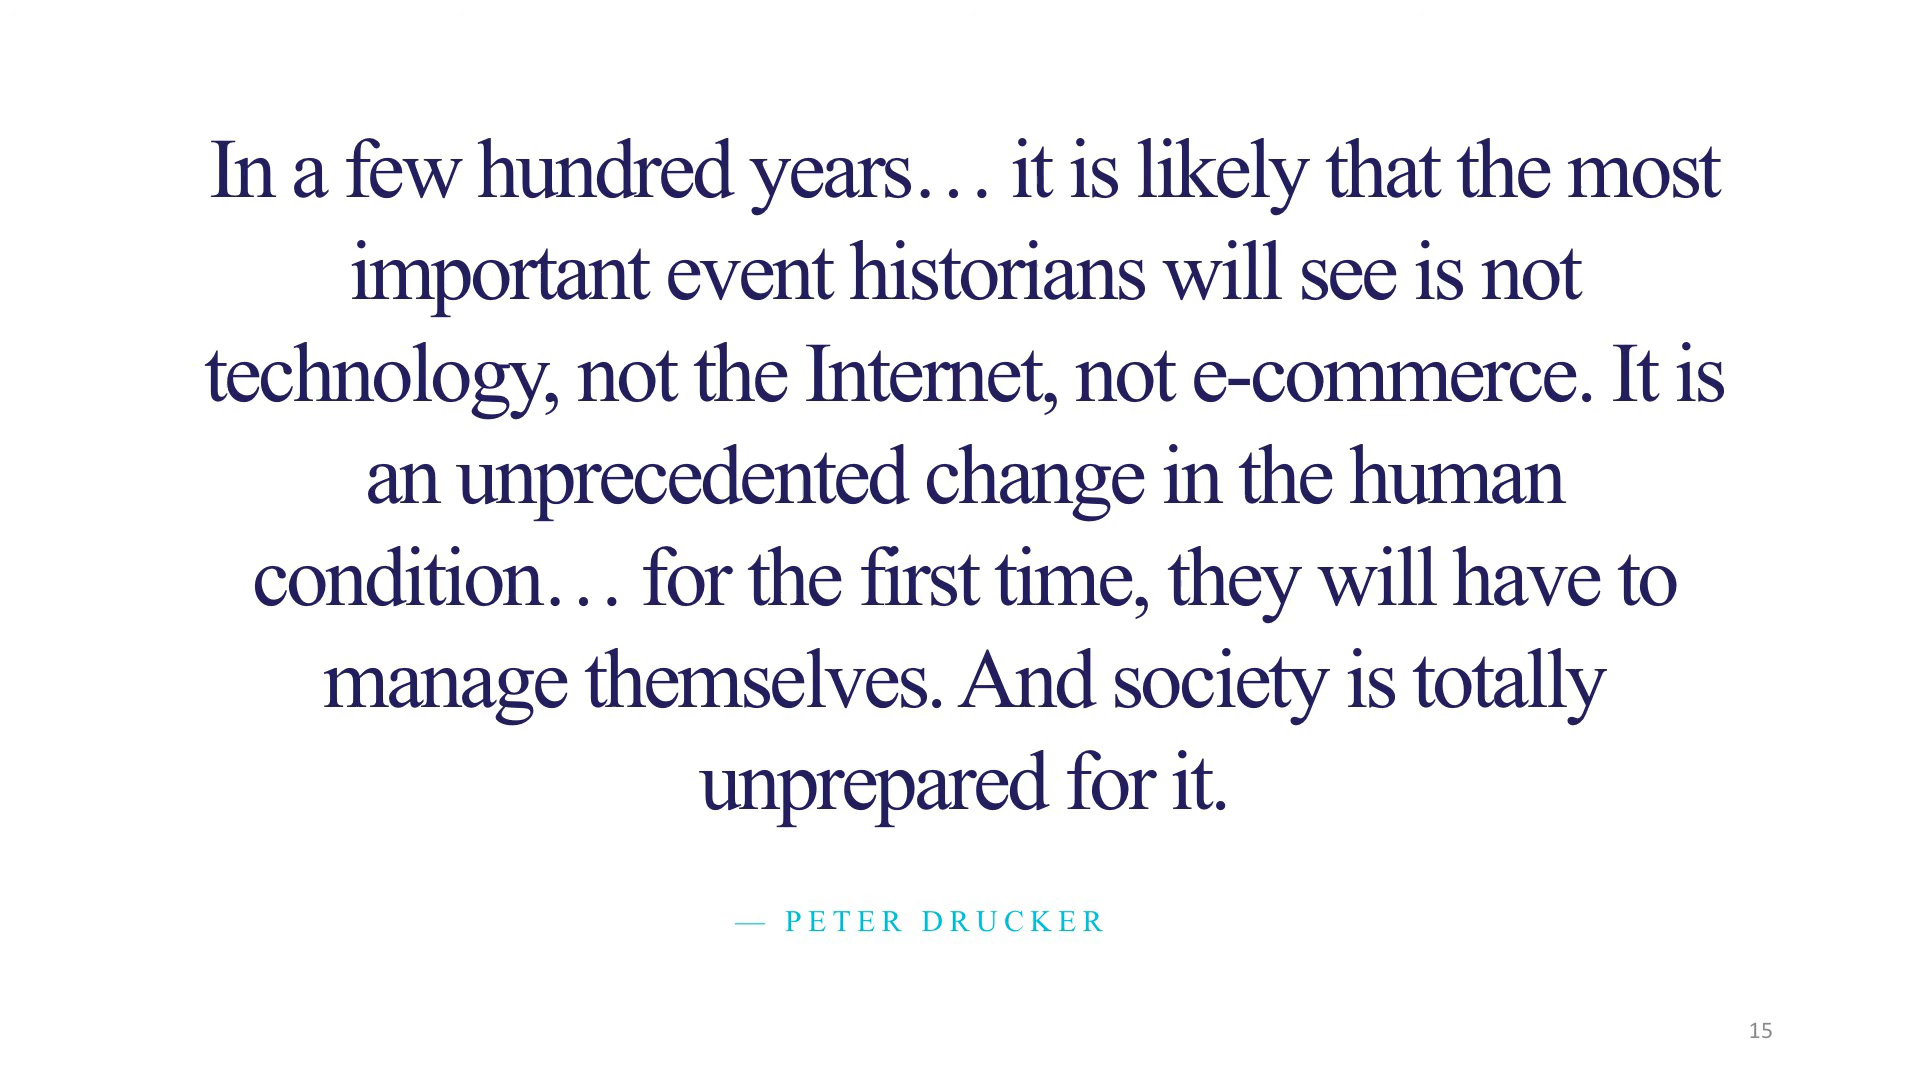 In a few hundred years… it is likely that the most
important event historians will see is not
technology, not the Internet, not e-commerce. It is
an unprecedented change in the human
condition… for the first time, they will have to
manage themselves. And society is totally
unprepared for it.
— PETER DRUCKER
15